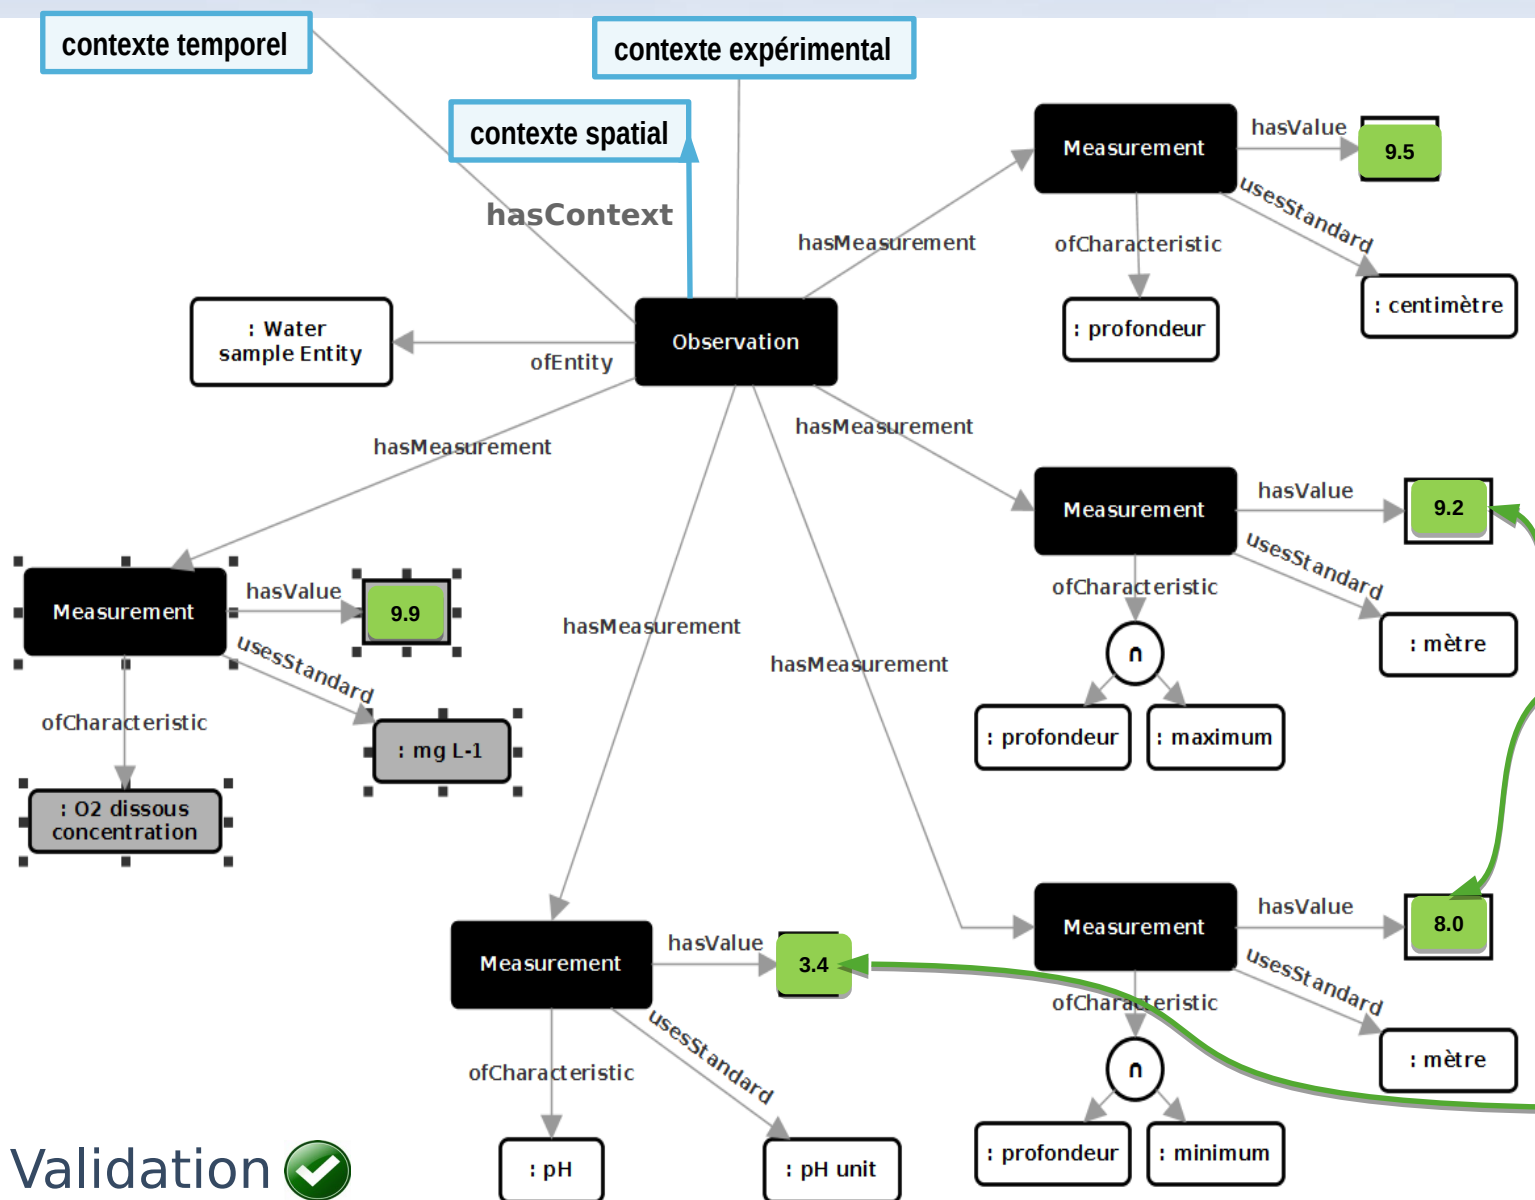 contexte temporel
contexte expérimental
contexte spatial
hasContext
Measurement
hasValue
9.5
usesStandard
ofCharacteristic
hasMeasurement
: centimètre
: profondeur
: Water
sample Entity
ofEntity
Observation
hasMeasurement
hasMeasurement
Measurement
hasValue
9.2
usesStandard
ofCharacteristic
: mètre
∩
: profondeur
: maximum
Measurement
hasValue
9.9
usesStandard
ofCharacteristic
: mg L-1
: O2 dissous
concentration
hasMeasurement
hasMeasurement
Measurement
hasValue
8.0
usesStandard
ofCharacteristic
: mètre
∩
: profondeur
: minimum
Measurement
hasValue
3.4
usesStandard
ofCharacteristic
: pH
: pH unit
Validation